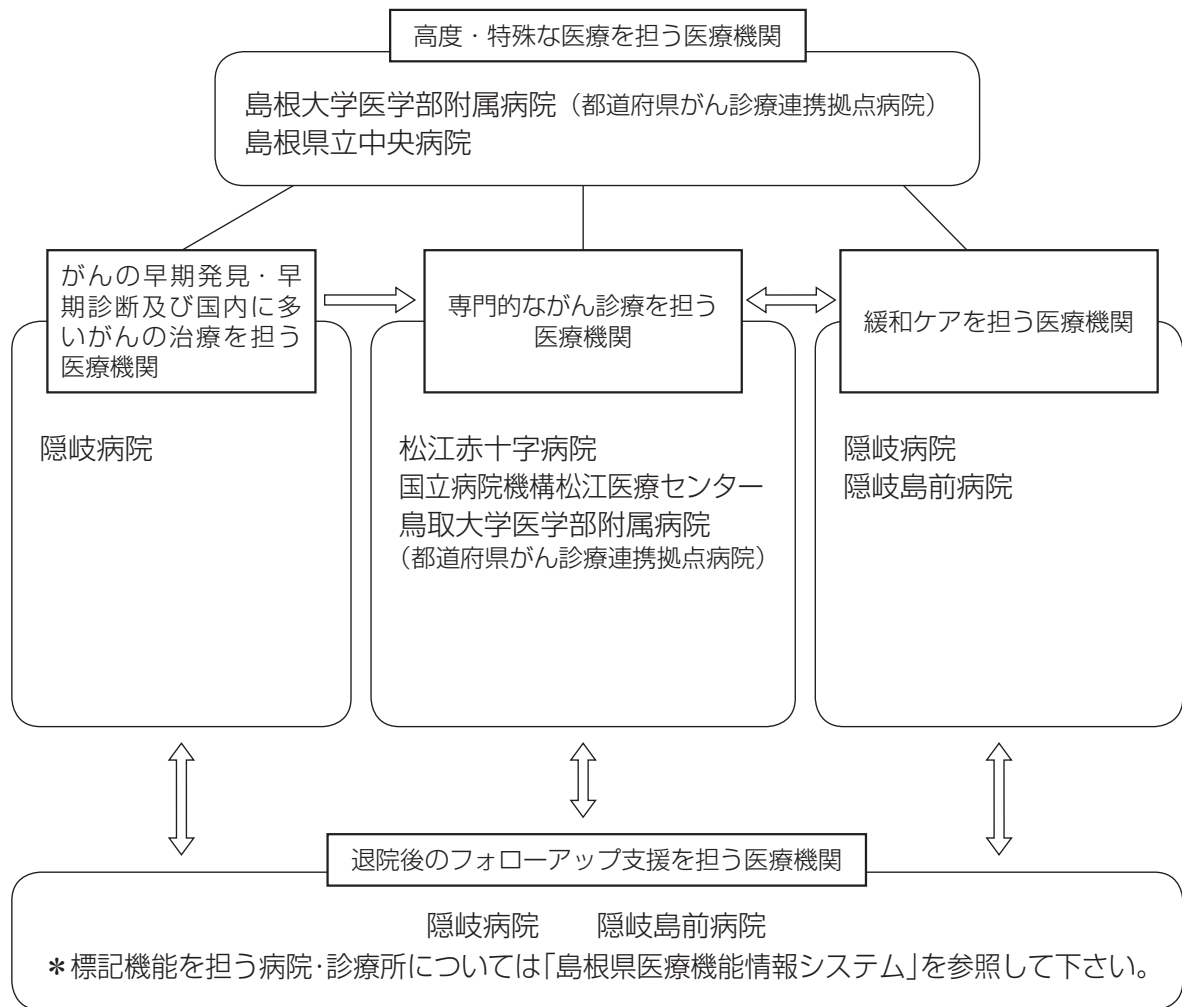 高度・特殊な医療を担う医療機関
島根大学医学部附属病院（都道府県がん診療連携拠点病院）
島根県立中央病院
がんの早期発見・早
期診断及び国内に多
いがんの治療を担う
医療機関
隠岐病院
専門的ながん診療を担う
医療機関
松江赤十字病院
国立病院機構松江医療センター
鳥取大学医学部附属病院
（都道府県がん診療連携拠点病院）
緩和ケアを担う医療機関
隠岐病院
隠岐島前病院
退院後のフォローアップ支援を担う医療機関
隠岐病院　　隠岐島前病院
＊標記機能を担う病院･診療所については｢島根県医療機能情報システム｣を参照して下さい。